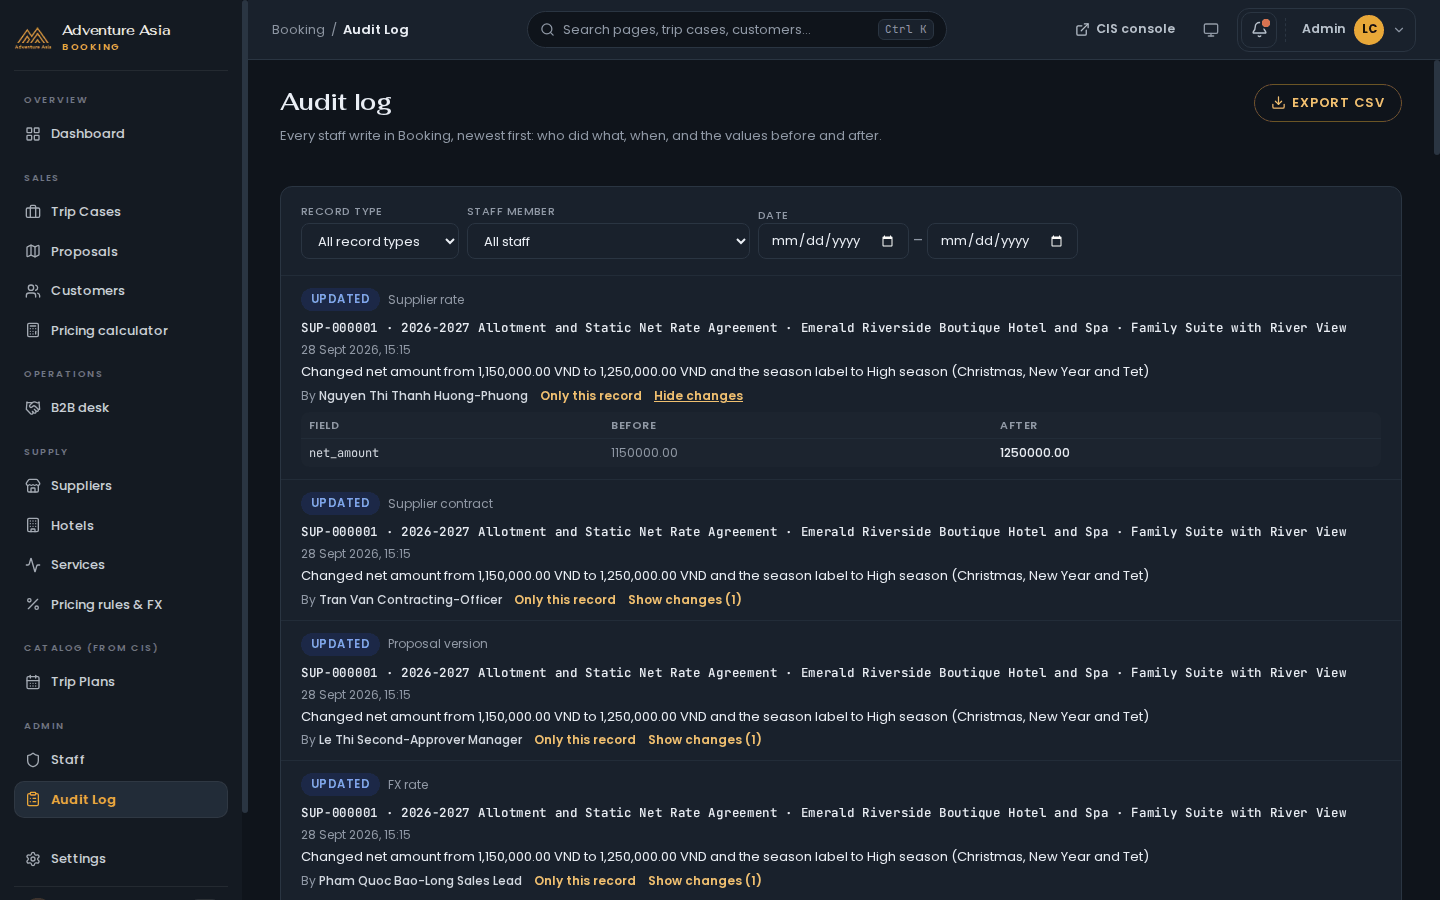 Adventure Asia
BOOKING
Adventure Asia
OVERVIEW
Dashboard
SALES
Trip Cases
Proposals
Customers
Pricing calculator
OPERATIONS
B2B desk
SUPPLY
Suppliers
Hotels
Services
Pricing rules & FX
CATALOG (FROM CIS)
Trip Plans
ADMIN
Staff
Audit Log
Settings
Booking / Audit Log
Search pages, trip cases, customers... Ctrl K
CIS console
Admin LC
Audit log
EXPORT CSV
Every staff write in Booking, newest first: who did what, when, and the values before and after.
RECORD TYPE STAFF MEMBER DATE
All record types All staff mm/dd/yyyy – mm/dd/yyyy
UPDATED Supplier rate
SUP-000001 · 2026-2027 Allotment and Static Net Rate Agreement · Emerald Riverside Boutique Hotel and Spa · Family Suite with River View
28 Sept 2026, 15:15
Changed net amount from 1,150,000.00 VND to 1,250,000.00 VND and the season label to High season (Christmas, New Year and Tet)
By Nguyen Thi Thanh Huong-Phuong Only this record Hide changes
FIELD BEFORE AFTER
net_amount 1150000.00 1250000.00
UPDATED Supplier contract
SUP-000001 · 2026-2027 Allotment and Static Net Rate Agreement · Emerald Riverside Boutique Hotel and Spa · Family Suite with River View
28 Sept 2026, 15:15
Changed net amount from 1,150,000.00 VND to 1,250,000.00 VND and the season label to High season (Christmas, New Year and Tet)
By Tran Van Contracting-Officer Only this record Show changes (1)
UPDATED Proposal version
SUP-000001 · 2026-2027 Allotment and Static Net Rate Agreement · Emerald Riverside Boutique Hotel and Spa · Family Suite with River View
28 Sept 2026, 15:15
Changed net amount from 1,150,000.00 VND to 1,250,000.00 VND and the season label to High season (Christmas, New Year and Tet)
By Le Thi Second-Approver Manager Only this record Show changes (1)
UPDATED FX rate
SUP-000001 · 2026-2027 Allotment and Static Net Rate Agreement · Emerald Riverside Boutique Hotel and Spa · Family Suite with River View
28 Sept 2026, 15:15
Changed net amount from 1,150,000.00 VND to 1,250,000.00 VND and the season label to High season (Christmas, New Year and Tet)
By Pham Quoc Bao-Long Sales Lead Only this record Show changes (1)